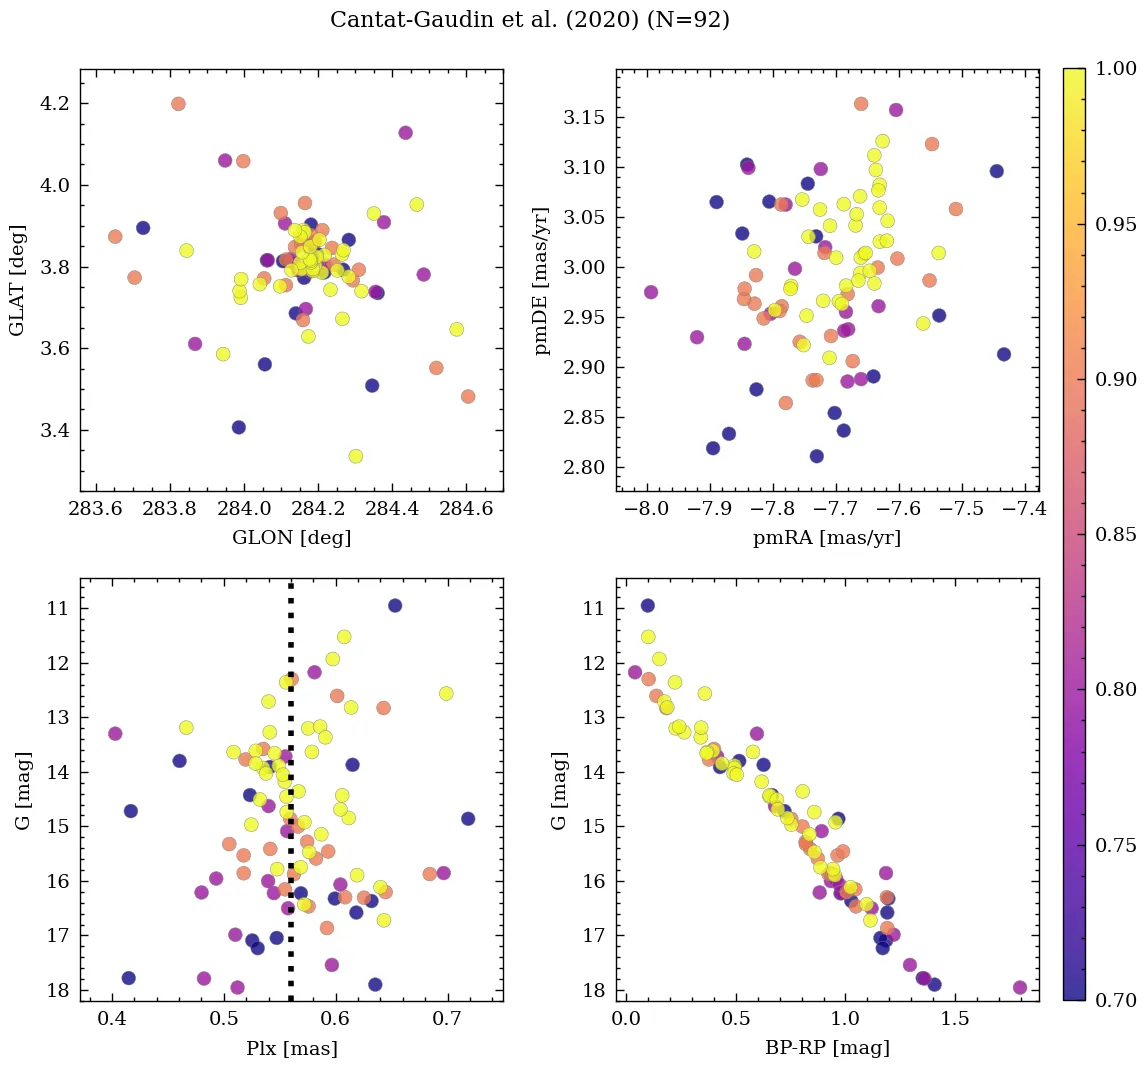 Cantat-Gaudin et al. (2020) (N=92)
GLAT [deg]
4.2
4.0
3.8
3.6
3.4
283.6 283.8 284.0 284.2 284.4 284.6
GLON [deg]
pmDE [mas/yr]
3.15
3.10
3.05
3.00
2.95
2.90
2.85
2.80
−8.0 −7.9 −7.8 −7.7 −7.6 −7.5 −7.4
pmRA [mas/yr]
G [mag]
11
12
13
14
15
16
17
18
0.4 0.5 0.6 0.7
Plx [mas]
G [mag]
11
12
13
14
15
16
17
18
0.0 0.5 1.0 1.5
BP-RP [mag]
1.00
0.95
0.90
0.85
0.80
0.75
0.70